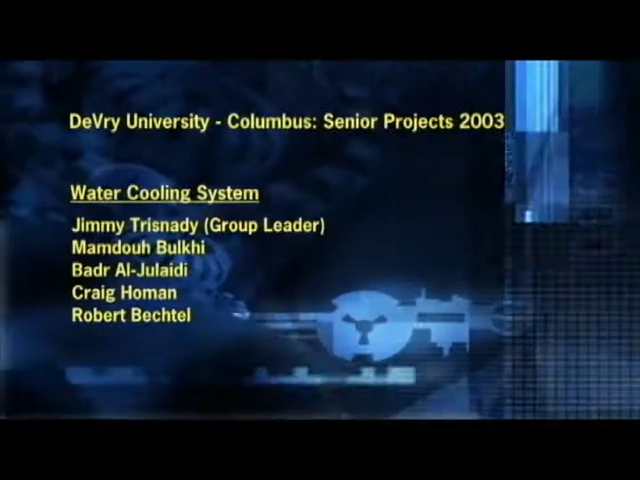 DeVry University - Columbus: Senior Projects 2003
Water Cooling System
Jimmy Trisnady (Group Leader)
Mamdouh Bulkhi
Badr Al-Julaidi
Craig Homan
Robert Bechtel